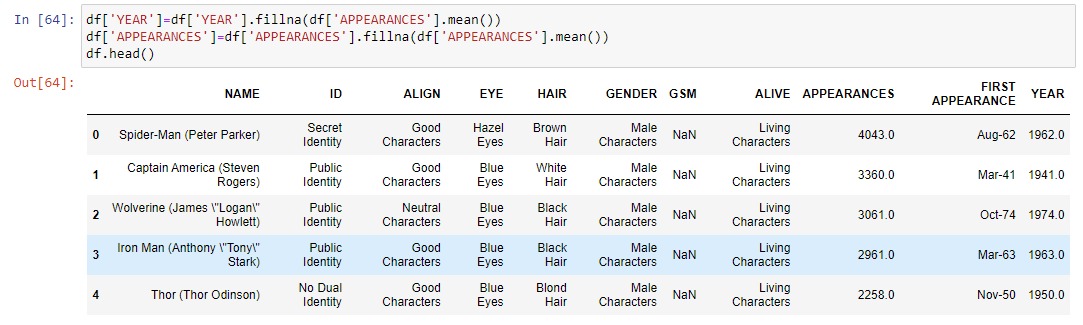 In [64]: df['YEAR']=df['YEAR'].fillna(df['APPEARANCES'].mean())
df['APPEARANCES']=df['APPEARANCES'].fillna(df['APPEARANCES'].mean())
df.head()
Out[64]:
NAME ID ALIGN EYE HAIR GENDER GSM ALIVE APPEARANCES FIRST APPEARANCE YEAR
0 Spider-Man (Peter Parker) Secret Identity Good Characters Hazel Eyes Brown Hair Male Characters NaN Living Characters 4043.0 Aug-62 1962.0
1 Captain America (Steven Rogers) Public Identity Good Characters Blue Eyes White Hair Male Characters NaN Living Characters 3360.0 Mar-41 1941.0
2 Wolverine (James \"Logan\" Howlett) Public Identity Neutral Characters Blue Eyes Black Hair Male Characters NaN Living Characters 3061.0 Oct-74 1974.0
3 Iron Man (Anthony \"Tony\" Stark) Public Identity Good Characters Blue Eyes Black Hair Male Characters NaN Living Characters 2961.0 Mar-63 1963.0
4 Thor (Thor Odinson) No Dual Identity Good Characters Blue Eyes Blond Hair Male Characters NaN Living Characters 2258.0 Nov-50 1950.0